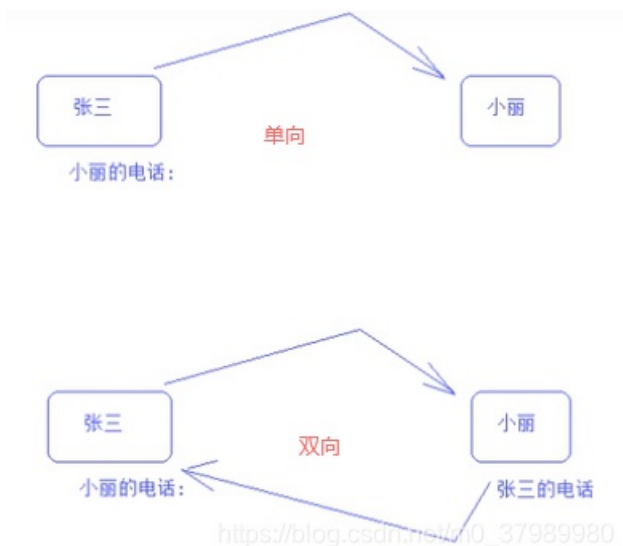 张三
小丽
单向
小丽的电话:
张三
小丽
双向
小丽的电话:
张三的电话
https://blog.csdn.net/m0_37989980